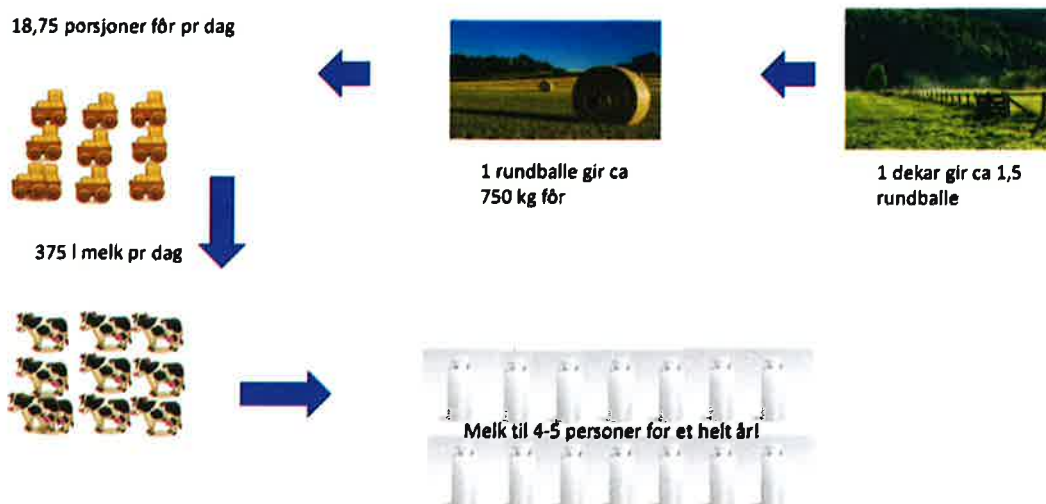 18,75 porsjoner fôr pr dag
1 rundballe gir ca
750 kg fôr
1 dekar gir ca 1,5
rundballe
375 l melk pr dag
Melk til 4-5 personer for et helt år!